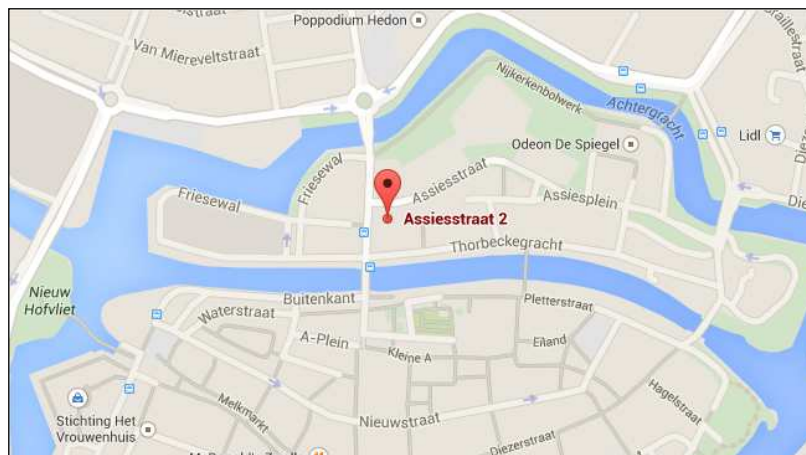 Poppodium Hedon
Van Miereveltstraat
Nijkerkenbolwerk
Achtergracht
Lidl
Odeon De Spiegel
Friesewal
Friesewal
Assiesstraat
Assiesplein
Assiesstraat 2
Thorbeckegracht
Nieuw
Hofvliet
Buitenkant
Waterstraat
Pletterstraat
A-Plein
Kleine A
Eiland
Hagelstraat
Melkmarkt
Nieuwstraat
Stichting Het
Vrouwenhuis
Diezerstraat